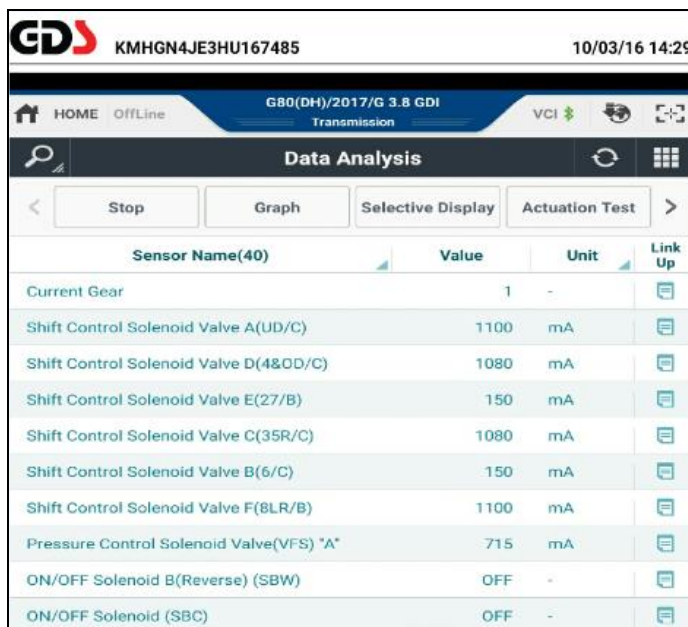 GDS KMHGN4JE3HU167485 10/03/16 14:29
HOME OffLine G80(DH)/2017/G 3.8 GDI VCI
Transmission
Data Analysis
< Stop Graph Selective Display Actuation Test >
Sensor Name(40) Value Unit Link Up
Current Gear 1 -
Shift Control Solenoid Valve A(UD/C) 1100 mA
Shift Control Solenoid Valve D(4&OD/C) 1080 mA
Shift Control Solenoid Valve E(27/B) 150 mA
Shift Control Solenoid Valve C(35R/C) 1080 mA
Shift Control Solenoid Valve B(6/C) 150 mA
Shift Control Solenoid Valve F(8LR/B) 1100 mA
Pressure Control Solenoid Valve(VFS) "A" 715 mA
ON/OFF Solenoid B(Reverse) (SBW) OFF -
ON/OFF Solenoid (SBC) OFF -